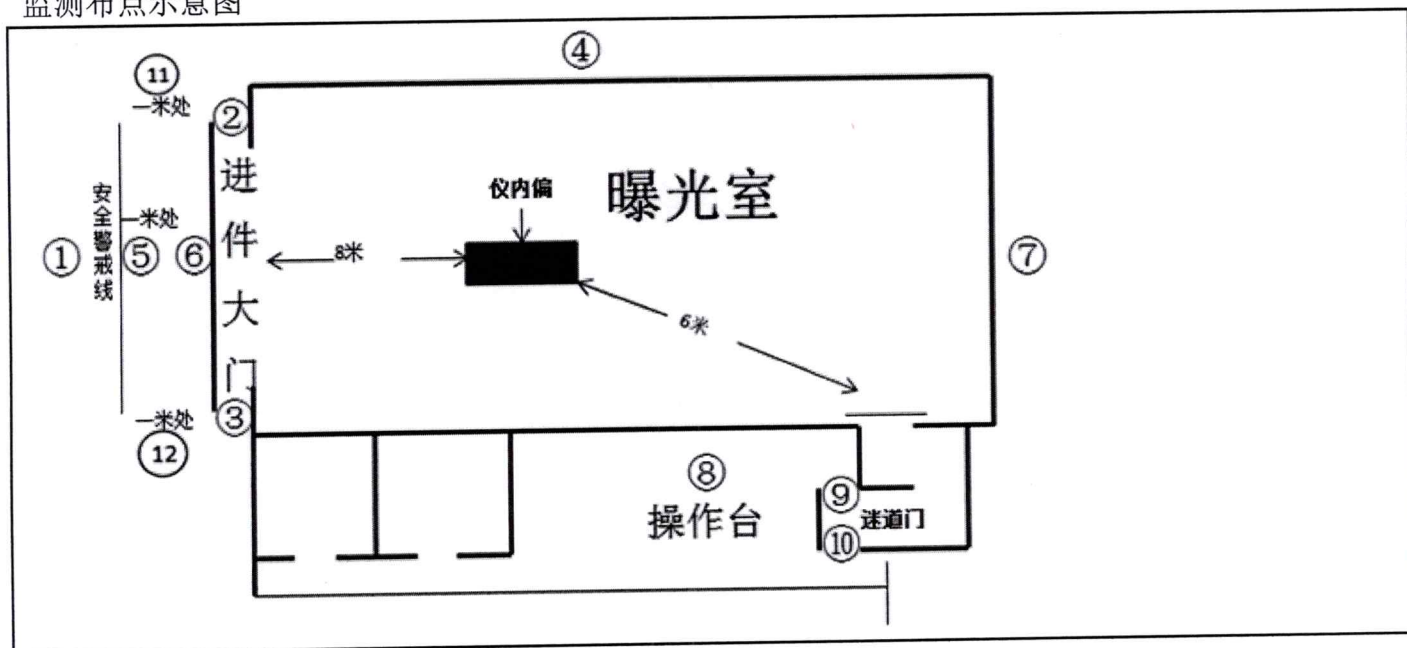 监测布点示意图
④
11
一米处
②
进件大门
安全警戒线
一米处
①
⑤
⑥
8米
仪内偏
曝光室
⑦
6米
一米处
③
12
⑧
操作台
⑨
迷道门
⑩